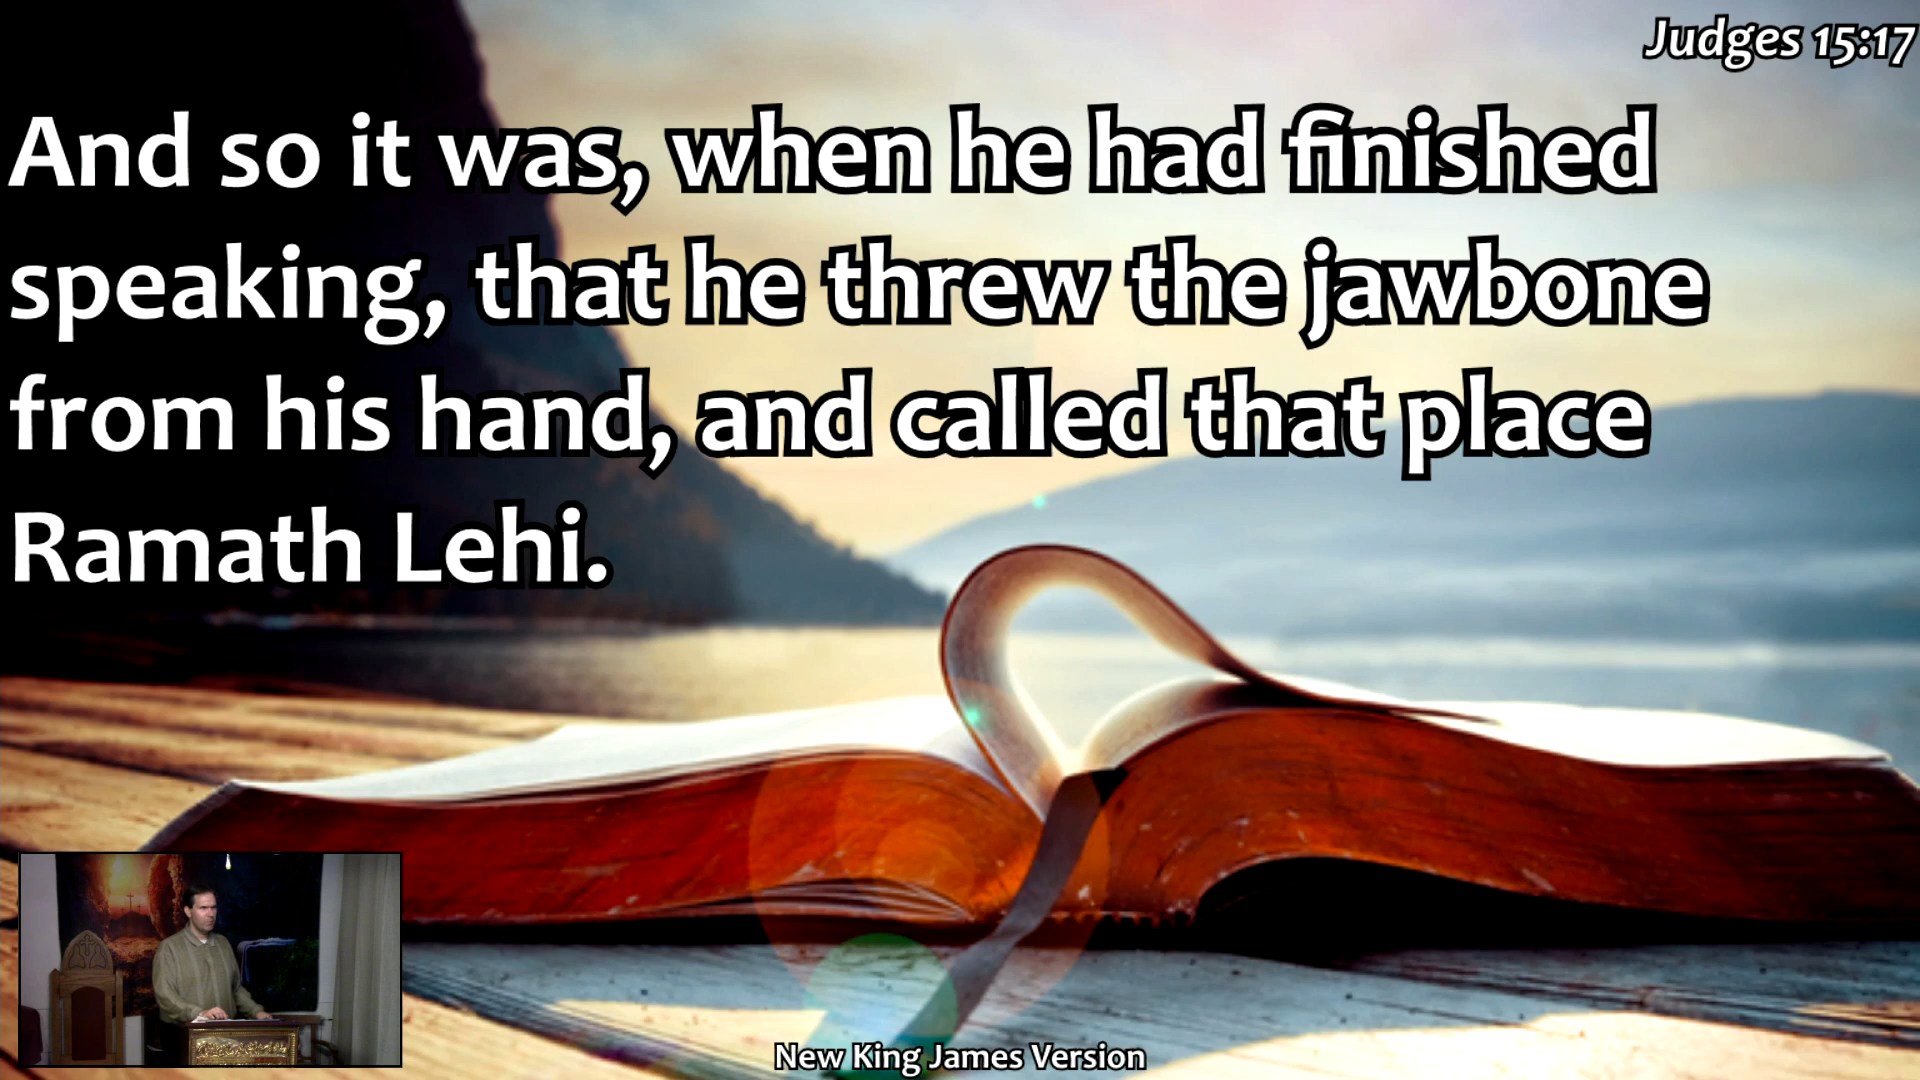 Judges 15:17
And so it was, when he had finished
speaking, that he threw the jawbone
from his hand, and called that place
Ramath Lehi.
New King James Version